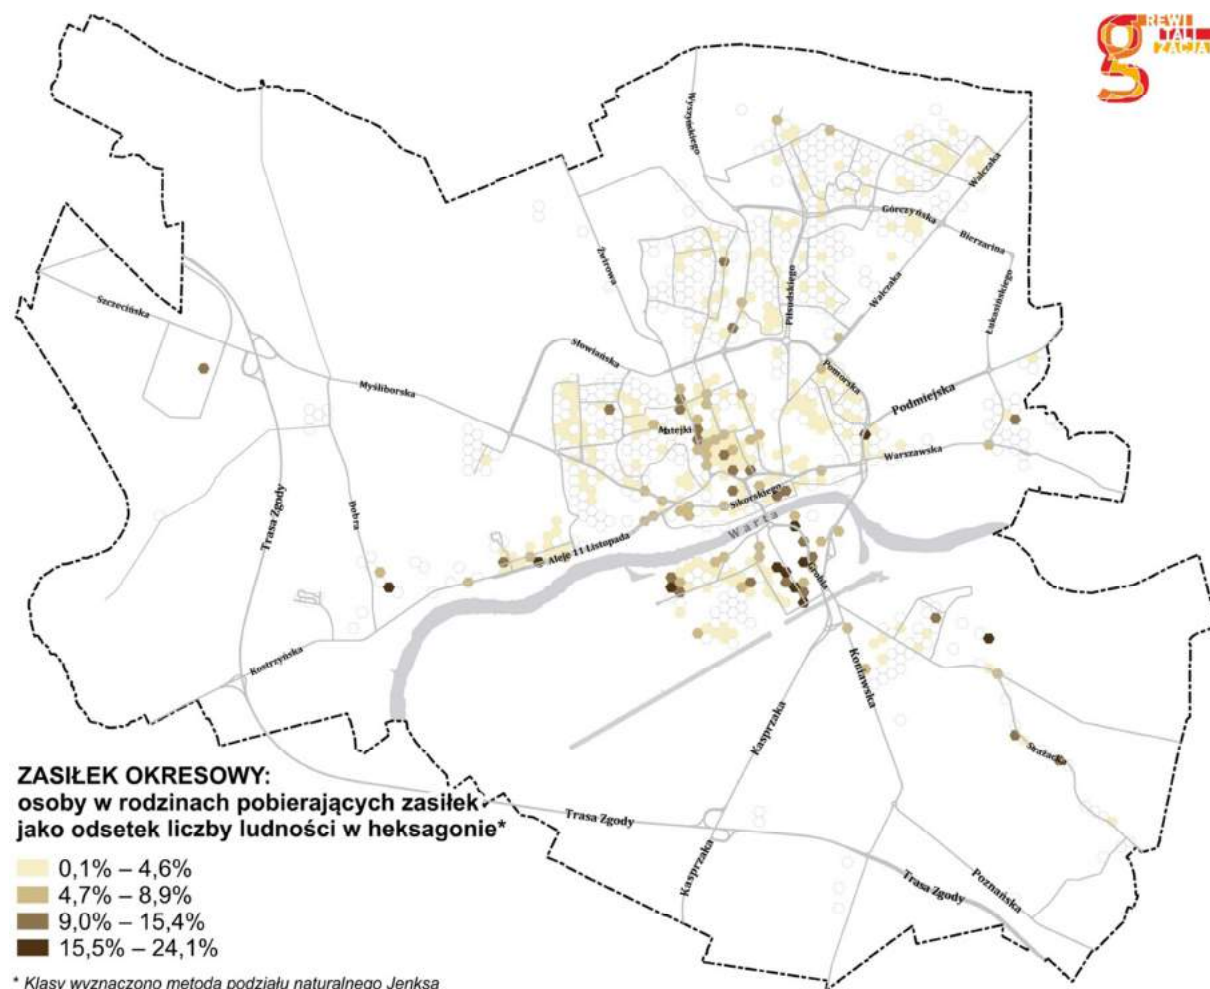 REWI
TALI
ZACJA
Wyszyńskiego
Walczaka
Górczyńska
Bierzarina
Żwirowa
Piłsudskiego
Walczaka
Łukasińskiego
Szczecińska
Słowiańska
Pomorska
Myśliborska
Podmiejska
Matejki
Warszawska
Sikorskiego
Warta
Trasa Zgody
Dobra
Aleje 11 Listopada
Grobla
Kostrzyńska
Koniawska
Kasprzaka
Strażacka
ZASIŁEK OKRESOWY:
osoby w rodzinach pobierających zasiłek
jako odsetek liczby ludności w heksagonie*
Trasa Zgody
Kasprzaka
Trasa Zgody
Poznańska
0,1% – 4,6%
4,7% – 8,9%
9,0% – 15,4%
15,5% – 24,1%
* Klasy wyznaczono metodą podziału naturalnego Jenksa